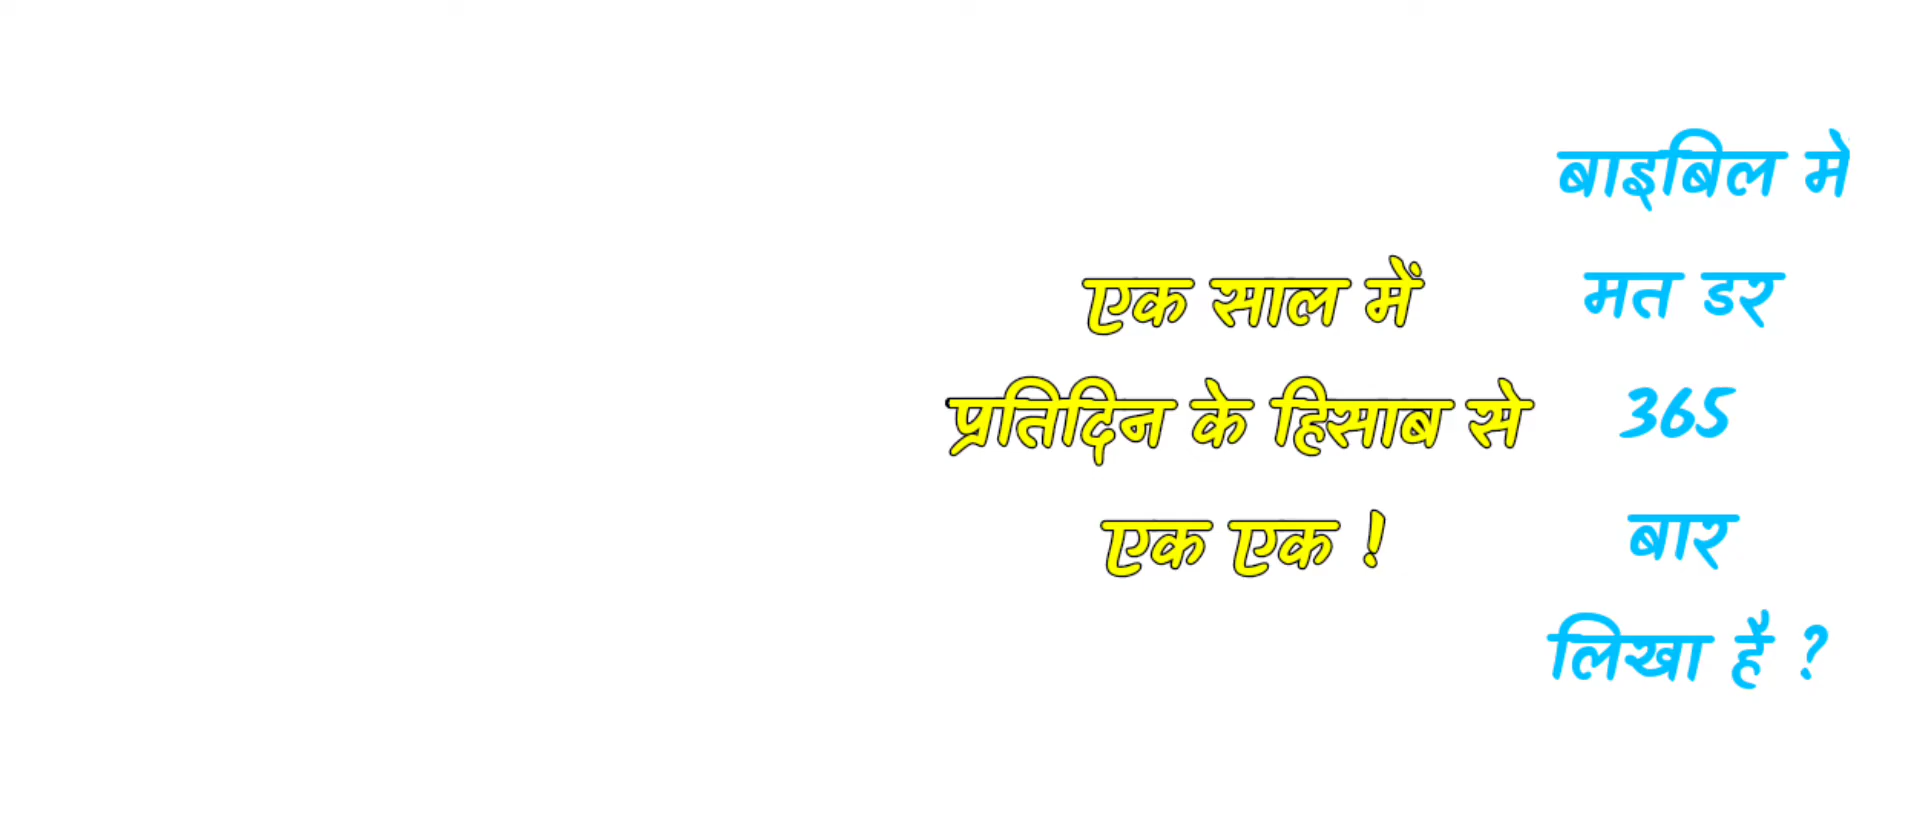 बाइबिल में
मत डर
365
बार
लिखा है ?
एक साल में
प्रतिदिन के हिसाब से
एक एक !